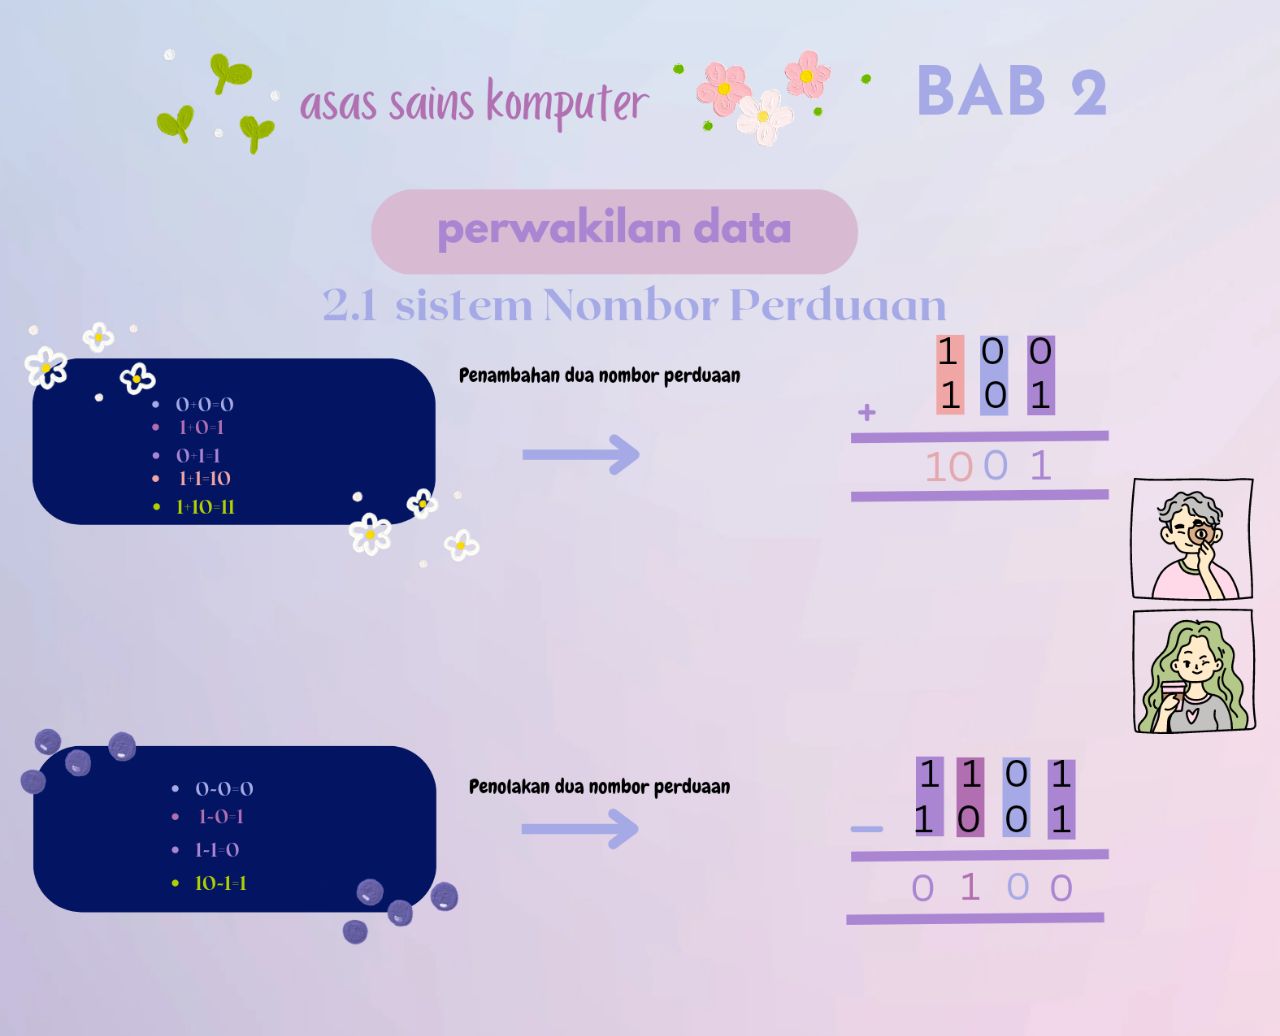 asas sains komputer
BAB 2
perwakilan data
2.1 sistem Nombor Perduaan
0+0=0
1+0=1
0+1=1
1+1=10
1+10=11
Penambahan dua nombor perduaan
1 0 0
1 0 1
+
10 0 1
0-0=0
1-0=1
1-1=0
10-1=1
Penolakan dua nombor perduaan
1 1 0 1
1 0 0 1
−
0 1 0 0